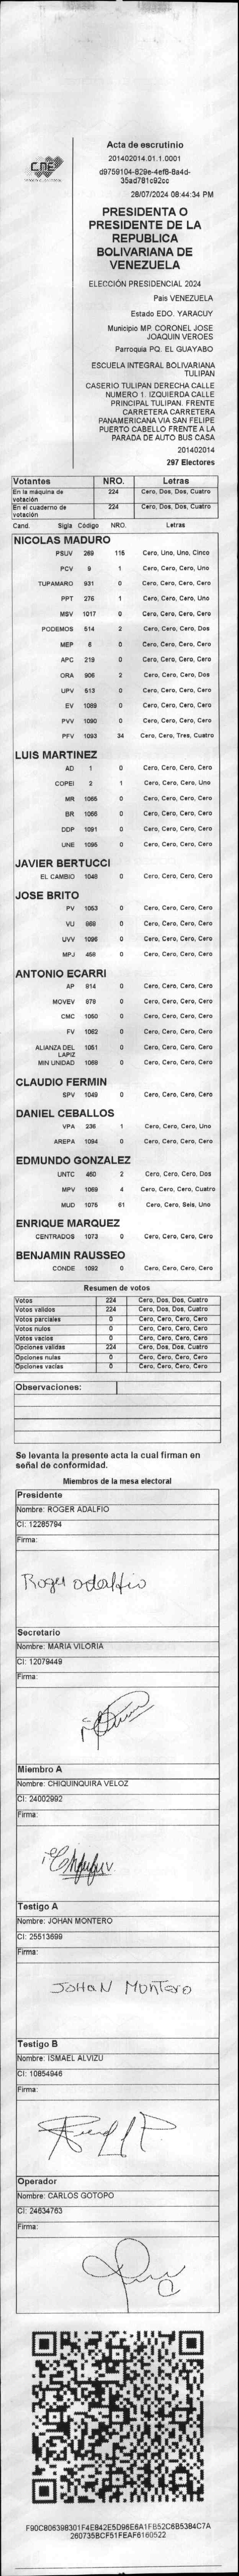 CNE
Acta de escrutinio
201402014.01.1.0001
d9759104-829e-4ef8-8a4d-
35ad781c92cc
28/07/2024 08:44:34 PM
PRESIDENTA O
PRESIDENTE DE LA
REPUBLICA
BOLIVARIANA DE
VENEZUELA
ELECCIÓN PRESIDENCIAL 2024
Pais VENEZUELA
Estado EDO. YARACUY
Municipio MP. CORONEL JOSE
JOAQUIN VEROES
Parroquia PQ. EL GUAYABO
ESCUELA INTEGRAL BOLIVARIANA
TULIPAN
CASERIO TULIPAN DERECHA CALLE
NUMERO 1. IZQUIERDA CALLE
PRINCIPAL TULIPAN. FRENTE
CARRETERA CARRETERA
PANAMERICANA VIA SAN FELIPE
PUERTO CABELLO FRENTE A LA
PARADA DE AUTO BUS CASA
201402014
297 Electores
Votantes NRO. Letras
En la máquina de votación 224 Cero, Dos, Dos, Cuatro
En el cuaderno de votación 224 Cero, Dos, Dos, Cuatro
Cand. Sigla Código NRO. Letras
NICOLAS MADURO
PSUV 269 115 Cero, Uno, Uno, Cinco
PCV 9 1 Cero, Cero, Cero, Uno
TUPAMARO 931 0 Cero, Cero, Cero, Cero
PPT 276 1 Cero, Cero, Cero, Uno
MSV 1017 0 Cero, Cero, Cero, Cero
PODEMOS 514 2 Cero, Cero, Cero, Dos
MEP 6 0 Cero, Cero, Cero, Cero
APC 219 0 Cero, Cero, Cero, Cero
ORA 906 2 Cero, Cero, Cero, Dos
UPV 513 0 Cero, Cero, Cero, Cero
EV 1089 0 Cero, Cero, Cero, Cero
PVV 1090 0 Cero, Cero, Cero, Cero
PFV 1093 34 Cero, Cero, Tres, Cuatro
LUIS MARTINEZ
AD 1 0 Cero, Cero, Cero, Cero
COPEI 2 1 Cero, Cero, Cero, Uno
MR 1065 0 Cero, Cero, Cero, Cero
BR 1066 0 Cero, Cero, Cero, Cero
DDP 1091 0 Cero, Cero, Cero, Cero
UNE 1095 0 Cero, Cero, Cero, Cero
JAVIER BERTUCCI
EL CAMBIO 1048 0 Cero, Cero, Cero, Cero
JOSE BRITO
PV 1053 0 Cero, Cero, Cero, Cero
VU 988 0 Cero, Cero, Cero, Cero
UVV 1096 0 Cero, Cero, Cero, Cero
MPJ 458 0 Cero, Cero, Cero, Cero
ANTONIO ECARRI
AP 914 0 Cero, Cero, Cero, Cero
MOVEV 978 0 Cero, Cero, Cero, Cero
CMC 1050 0 Cero, Cero, Cero, Cero
FV 1062 0 Cero, Cero, Cero, Cero
ALIANZA DEL LAPIZ 1051 0 Cero, Cero, Cero, Cero
MIN UNIDAD 1068 0 Cero, Cero, Cero, Cero
CLAUDIO FERMIN
SPV 1049 0 Cero, Cero, Cero, Cero
DANIEL CEBALLOS
VPA 236 1 Cero, Cero, Cero, Uno
AREPA 1094 0 Cero, Cero, Cero, Cero
EDMUNDO GONZALEZ
UNTC 460 2 Cero, Cero, Cero, Dos
MPV 1069 4 Cero, Cero, Cero, Cuatro
MUD 1075 61 Cero, Cero, Seis, Uno
ENRIQUE MARQUEZ
CENTRADOS 1073 0 Cero, Cero, Cero, Cero
BENJAMIN RAUSSEO
CONDE 1092 0 Cero, Cero, Cero, Cero
Resumen de votos
Votos 224 Cero, Dos, Dos, Cuatro
Votos validos 224 Cero, Dos, Dos, Cuatro
Votos parciales 0 Cero, Cero, Cero, Cero
Votos nulos 0 Cero, Cero, Cero, Cero
Votos vacios 0 Cero, Cero, Cero, Cero
Opciones validas 224 Cero, Dos, Dos, Cuatro
Opciones nulas 0 Cero, Cero, Cero, Cero
Opciones vacias 0 Cero, Cero, Cero, Cero
Observaciones:
Se levanta la presente acta la cual firman en
señal de conformidad.
Miembros de la mesa electoral
Presidente
Nombre: ROGER ADALFIO
CI: 12285794
Firma:
Roger adalfio
Secretario
Nombre: MARIA VILORIA
CI: 12079449
Firma:
Miembro A
Nombre: CHIQUINQUIRA VELOZ
CI: 24002992
Firma:
Testigo A
Nombre: JOHAN MONTERO
CI: 25513699
Firma:
JOHAN MONTERO
Testigo B
Nombre: ISMAEL ALVIZU
CI: 10854946
Firma:
Operador
Nombre: CARLOS GOTOPO
CI: 24634763
Firma:
F90C806398301F4E842E5D96E6A1FB52C6B5384C7A
260735BCF51FEAF6160522